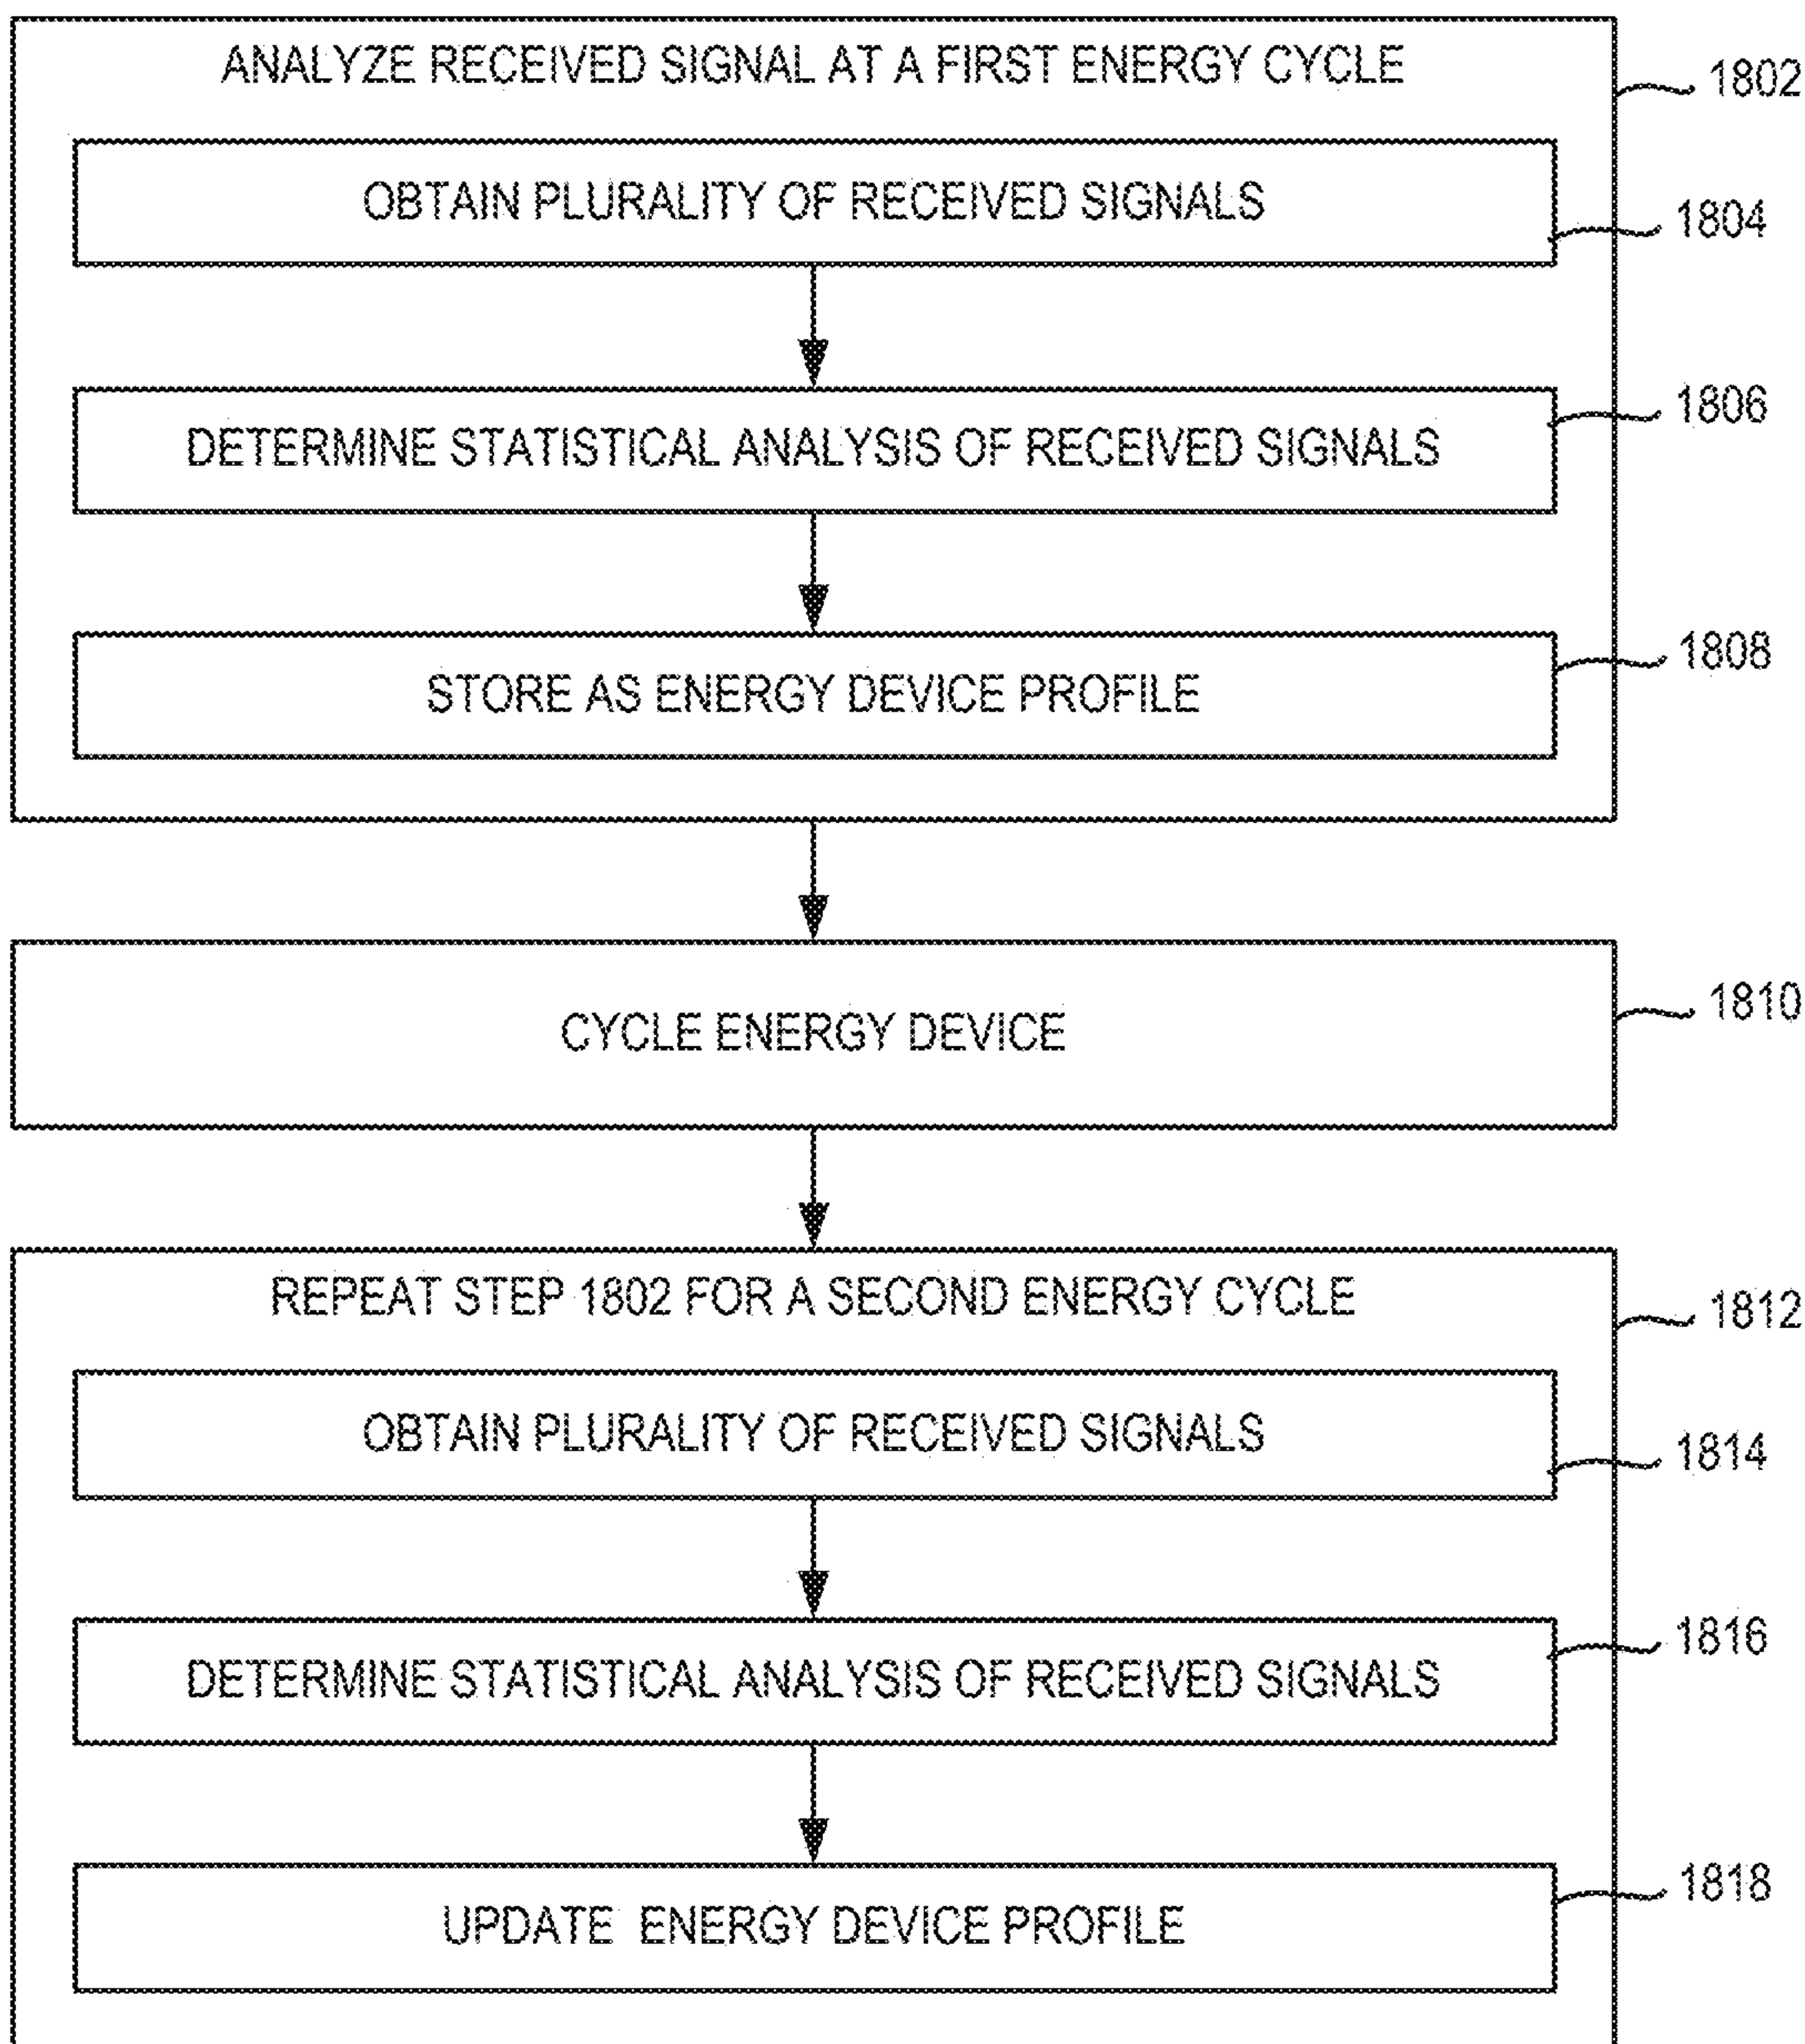 ANALYZE RECEIVED SIGNAL AT A FIRST ENERGY CYCLE
1802
OBTAIN PLURALITY OF RECEIVED SIGNALS
1804
DETERMINE STATISTICAL ANALYSIS OF RECEIVED SIGNALS
1806
STORE AS ENERGY DEVICE PROFILE
1808
CYCLE ENERGY DEVICE
1810
REPEAT STEP 1802 FOR A SECOND ENERGY CYCLE
1812
OBTAIN PLURALITY OF RECEIVED SIGNALS
1814
DETERMINE STATISTICAL ANALYSIS OF RECEIVED SIGNALS
1816
UPDATE ENERGY DEVICE PROFILE
1818